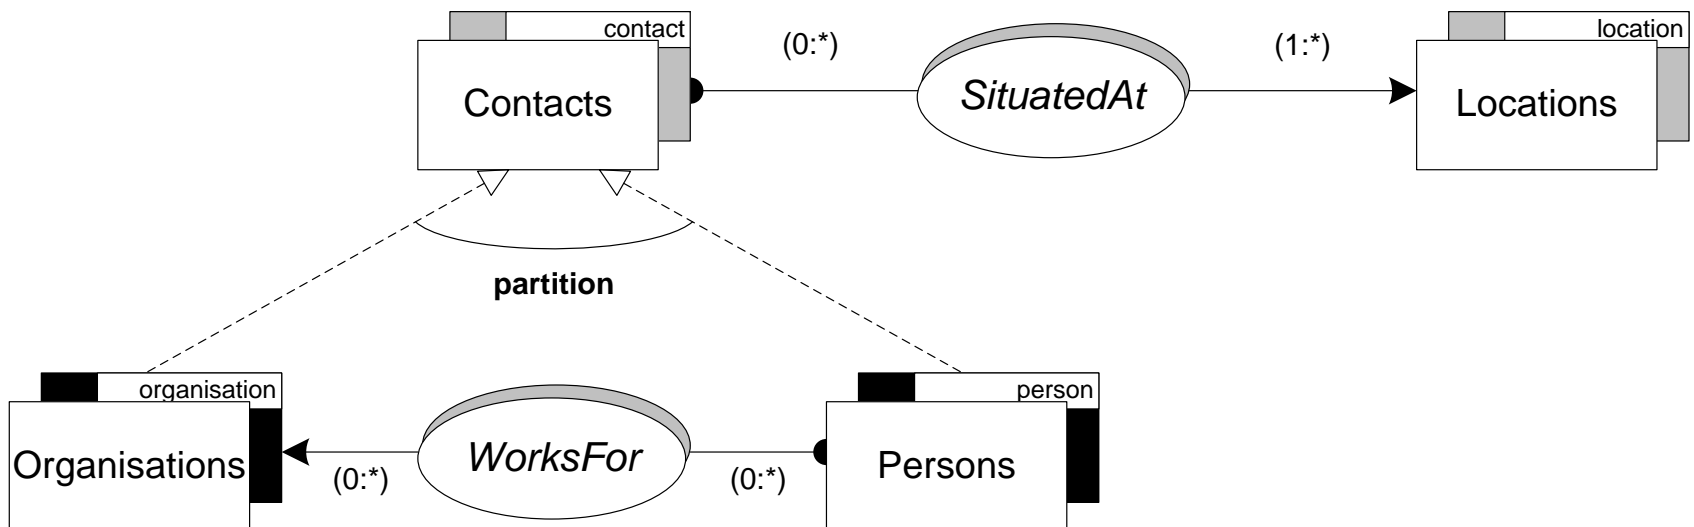 contact
(0:*)
(1:*)
location
Contacts
SituatedAt
Locations
partition
organisation
person
Organisations
WorksFor
Persons
(0:*)
(0:*)